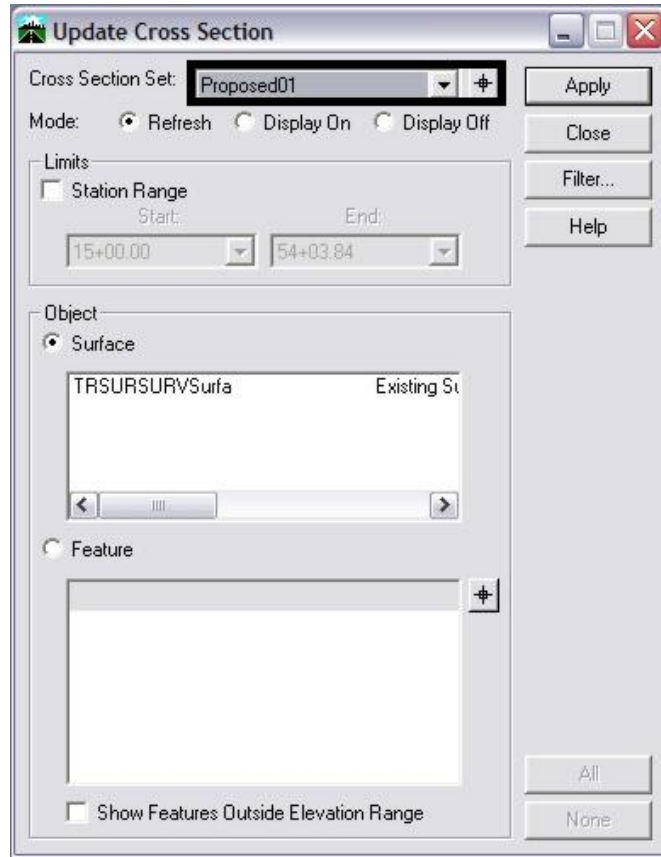 Update Cross Section
Cross Section Set: Proposed01
Apply
Mode: Refresh Display On Display Off
Close
Limits
Filter...
Station Range
Help
Start: End:
15+00.00 54+03.84
Object
Surface
TRSURSURVSurfa Existing Su
Feature
All
Show Features Outside Elevation Range
None